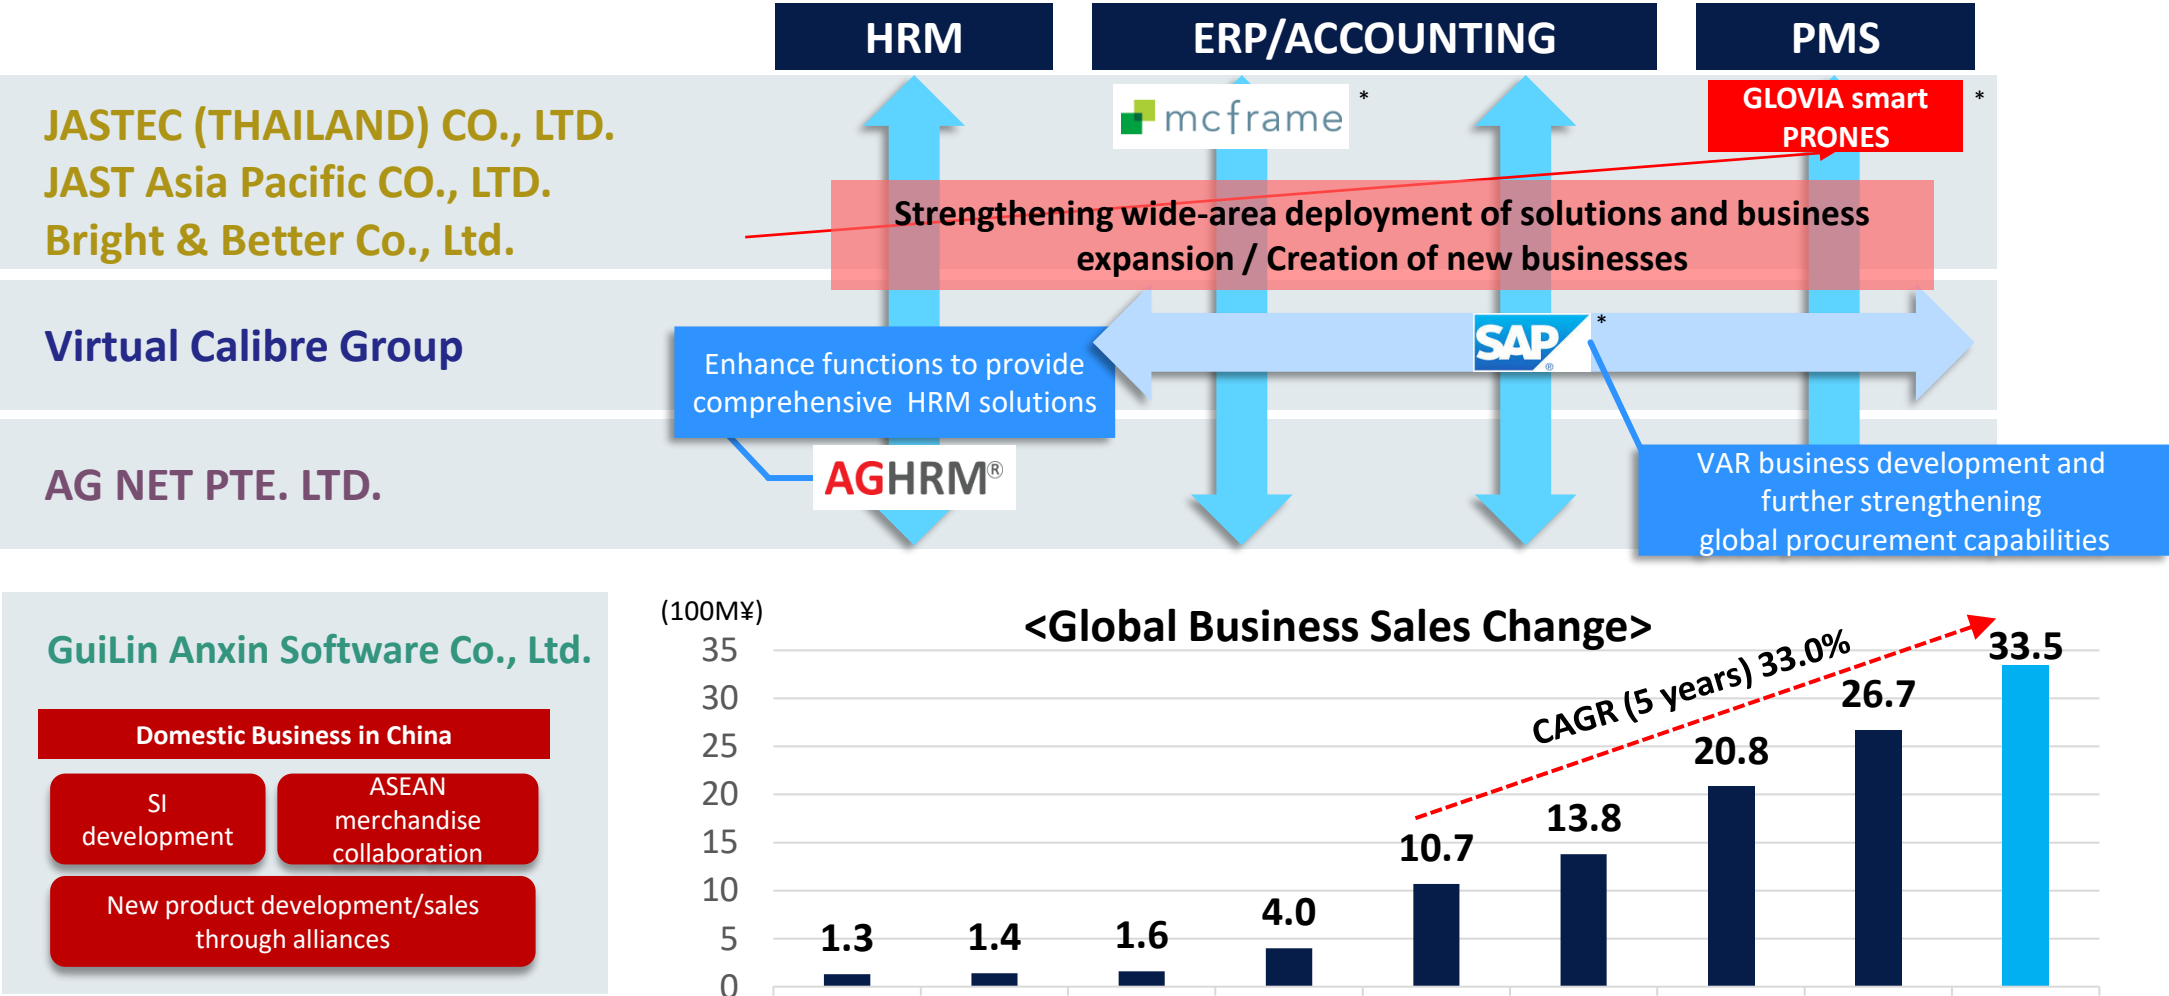 HRM
ERP/ACCOUNTING
PMS
JASTEC (THAILAND) CO., LTD.
JAST Asia Pacific CO., LTD.
Bright & Better Co., Ltd.
mcframe
*
GLOVIA smart
PRONES
*
Strengthening wide-area deployment of solutions and business
expansion / Creation of new businesses
Virtual Calibre Group
Enhance functions to provide
comprehensive HRM solutions
SAP
®
*
AG NET PTE. LTD.
AGHRM®
VAR business development and
further strengthening
global procurement capabilities
GuiLin Anxin Software Co., Ltd.
Domestic Business in China
SI
development
ASEAN
merchandise
collaboration
New product development/sales
through alliances
(100M¥)
<Global Business Sales Change>
CAGR (5 years) 33.0%
35
30
25
20
15
10
5
0
1.3
1.4
1.6
4.0
10.7
13.8
20.8
26.7
33.5